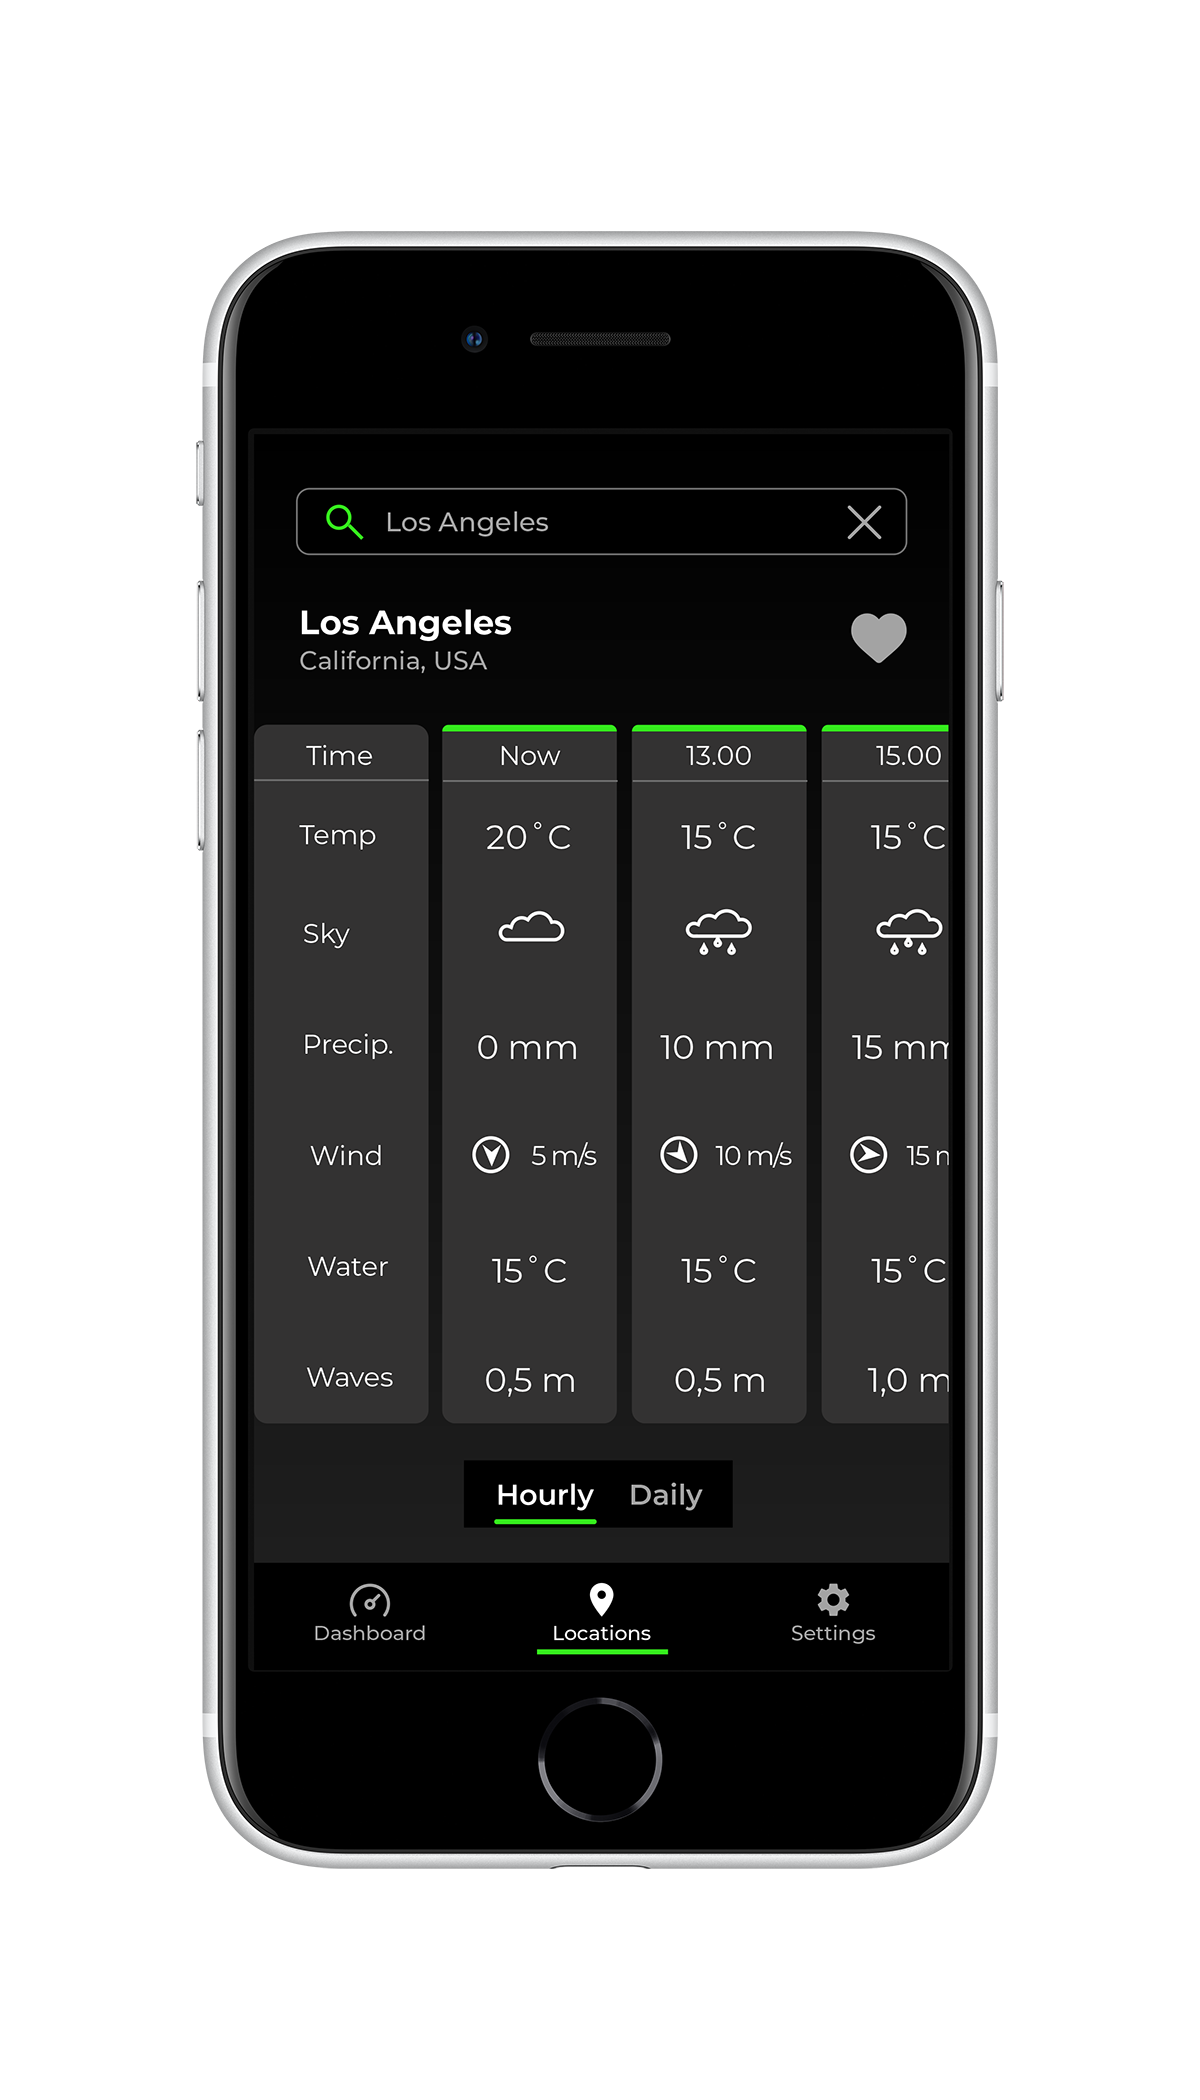 Los Angeles
Los Angeles
California, USA
Time Now 13.00 15.00
Temp 20°C 15°C 15°C
Sky
Precip. 0 mm 10 mm 15 mm
Wind 5 m/s 10 m/s 15 m
Water 15°C 15°C 15°C
Waves 0,5 m 0,5 m 1,0 m
Hourly Daily
Dashboard Locations Settings